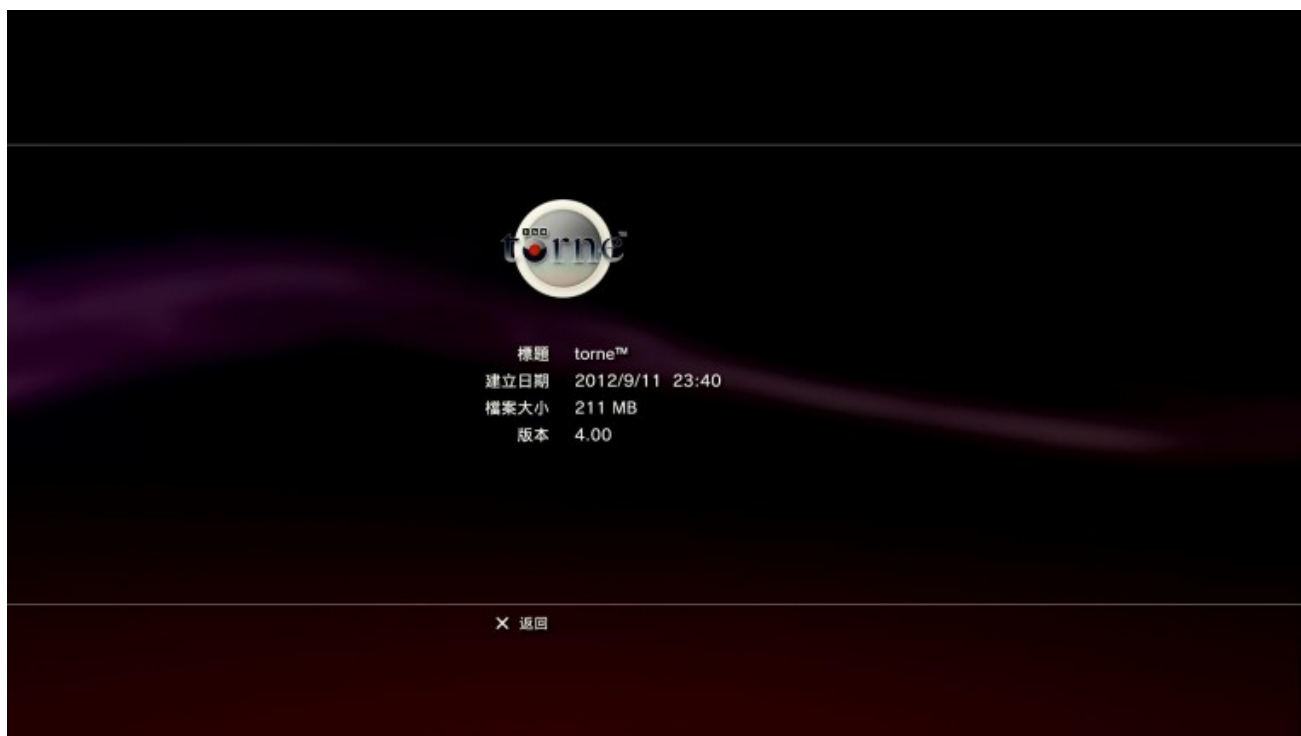 torne™
標題 torne™
建立日期 2012/9/11 23:40
檔案大小 211 MB
版本 4.00
✕ 返回